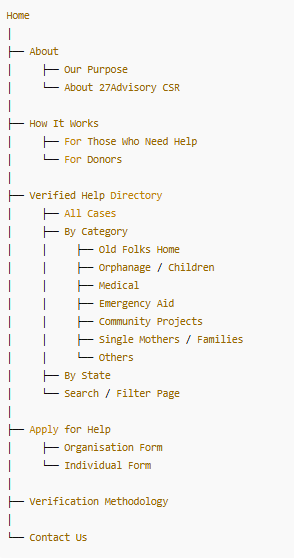 Home
│
├── About
│     ├── Our Purpose
│     └── About 27Advisory CSR
│
├── How It Works
│     ├── For Those Who Need Help
│     └── For Donors
│
├── Verified Help Directory
│     ├── All Cases
│     ├── By Category
│     │     ├── Old Folks Home
│     │     ├── Orphanage / Children
│     │     ├── Medical
│     │     ├── Emergency Aid
│     │     ├── Community Projects
│     │     ├── Single Mothers / Families
│     │     └── Others
│     ├── By State
│     └── Search / Filter Page
│
├── Apply for Help
│     ├── Organisation Form
│     └── Individual Form
│
├── Verification Methodology
│
└── Contact Us